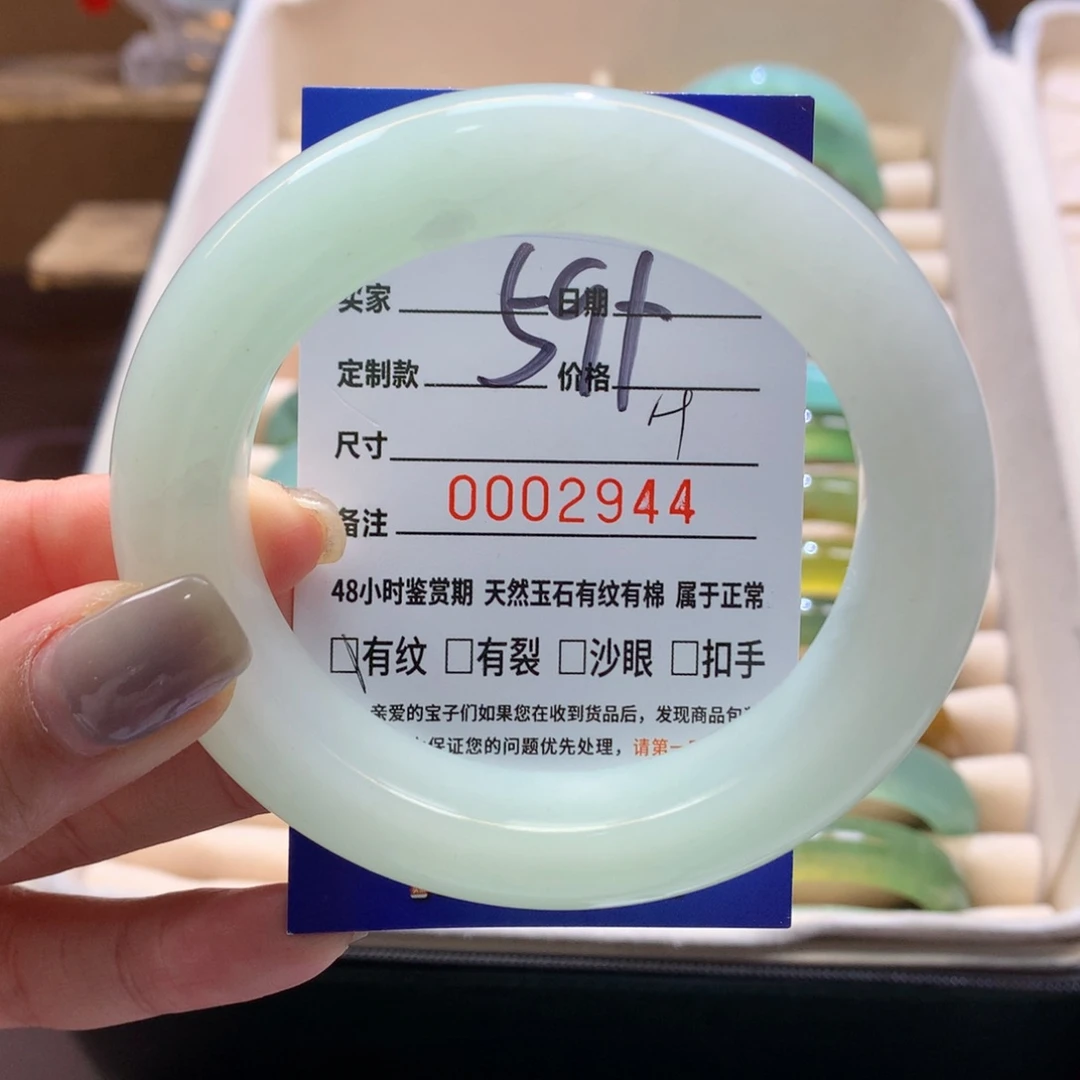 59+
买家 日期
定制款 价格
尺寸
备注 0002944
48小时鉴赏期 天然玉石有纹有棉 属于正常
□有纹 □有裂 □沙眼 □扣手
亲爱的宝子们如果您在收到货品后，发现商品包
保证您的问题优先处理，请第一